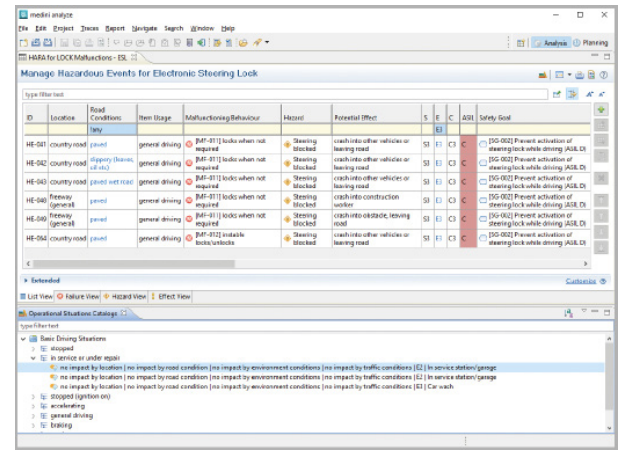 medini analyze
File Edit Project Traces Report Navigate Search Window Help
Analysis Planning
HARA for LOCK Malfunctions - ESL
Manage Hazardous Events for Electronic Steering Lock
type filter text
ID Location Road Conditions Item Usage Malfunctioning Behaviour Hazard Potential Effect S E C ASIL Safety Goal
!any E3
HE-041 country road paved general driving [MF-011] locks when not required Steering blocked crash into other vehicles or leaving road S3 E3 C3 C [SG-002] Prevent activation of steering lock while driving (ASIL D)
HE-042 country road slippery (leaves, oil etc.) general driving [MF-011] locks when not required Steering blocked crash into other vehicles or leaving road S3 E3 C3 C [SG-002] Prevent activation of steering lock while driving (ASIL D)
HE-043 country road paved wet road general driving [MF-011] locks when not required Steering blocked crash into other vehicles or leaving road S3 E3 C3 C [SG-002] Prevent activation of steering lock while driving (ASIL D)
HE-048 freeway (general) paved general driving [MF-011] locks when not required Steering blocked crash into construction worker S3 E3 C3 C [SG-002] Prevent activation of steering lock while driving (ASIL D)
HE-049 freeway (general) paved general driving [MF-011] locks when not required Steering blocked crash into obstacle, leaving road S3 E3 C3 C [SG-002] Prevent activation of steering lock while driving (ASIL D)
HE-064 country road paved general driving [MF-012] instable locks/unlocks Steering blocked crash into other vehicles or leaving road S3 E3 C3 C [SG-002] Prevent activation of steering lock while driving (ASIL D)
Extended Customize
List View Failure View Hazard View Effect View
Operational Situations Catalogs
type filter text
Basic Driving Situations
stopped
in service or under repair
no impact by location | no impact by road condition | no impact by environment conditions | no impact by traffic conditions | E2 | In service station/garage
no impact by location | no impact by road condition | no impact by environment conditions | no impact by traffic conditions | E2 | In service station/garage
no impact by location | no impact by road condition | no impact by environment conditions | no impact by traffic conditions | E3 | Car wash
stopped (ignition on)
accelerating
general driving
braking